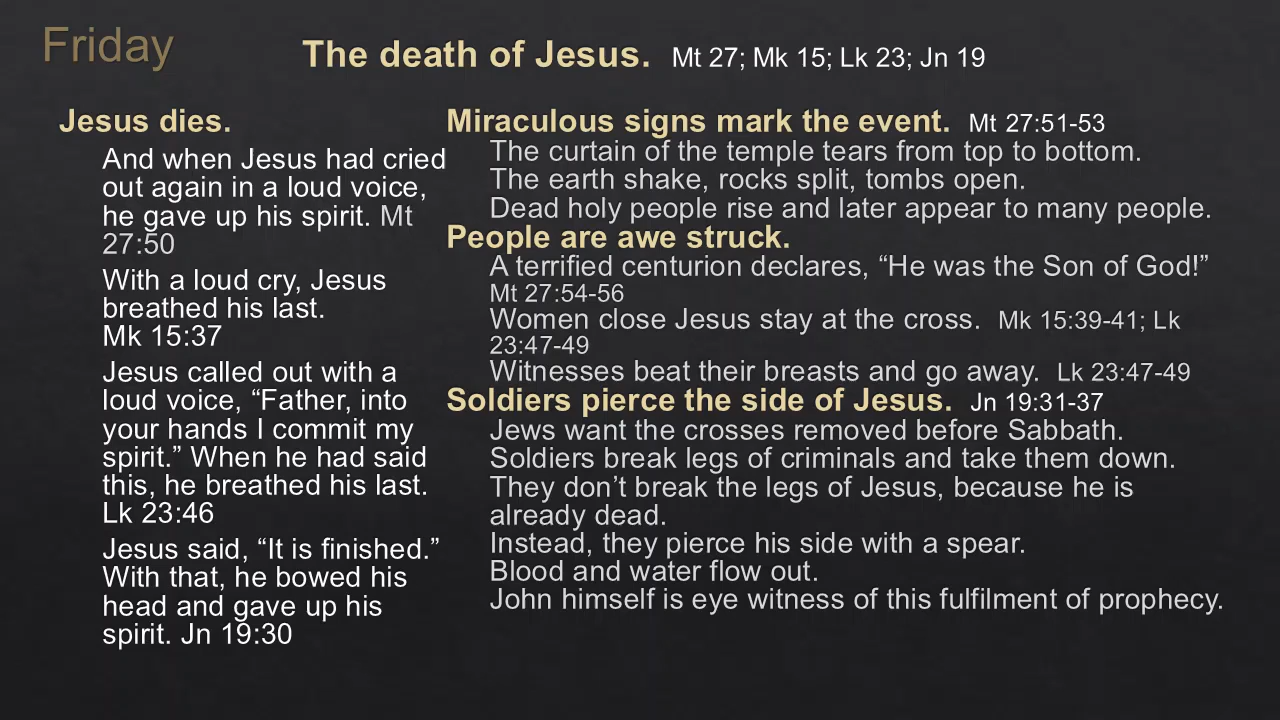 Friday
The death of Jesus. Mt 27; Mk 15; Lk 23; Jn 19
Jesus dies.
And when Jesus had cried
out again in a loud voice,
he gave up his spirit. Mt
27:50
With a loud cry, Jesus
breathed his last.
Mk 15:37
Jesus called out with a
loud voice, “Father, into
your hands I commit my
spirit.” When he had said
this, he breathed his last.
Lk 23:46
Jesus said, “It is finished.”
With that, he bowed his
head and gave up his
spirit. Jn 19:30
Miraculous signs mark the event. Mt 27:51-53
The curtain of the temple tears from top to bottom.
The earth shake, rocks split, tombs open.
Dead holy people rise and later appear to many people.
People are awe struck.
A terrified centurion declares, “He was the Son of God!”
Mt 27:54-56
Women close Jesus stay at the cross. Mk 15:39-41; Lk
23:47-49
Witnesses beat their breasts and go away. Lk 23:47-49
Soldiers pierce the side of Jesus. Jn 19:31-37
Jews want the crosses removed before Sabbath.
Soldiers break legs of criminals and take them down.
They don’t break the legs of Jesus, because he is
already dead.
Instead, they pierce his side with a spear.
Blood and water flow out.
John himself is eye witness of this fulfilment of prophecy.